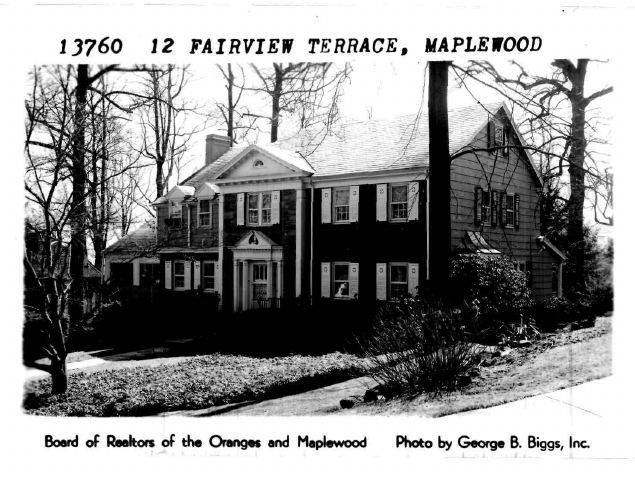 13760 12 FAIRVIEW TERRACE, MAPLEWOOD
Board of Realtors of the Oranges and Maplewood Photo by George B. Biggs, Inc.